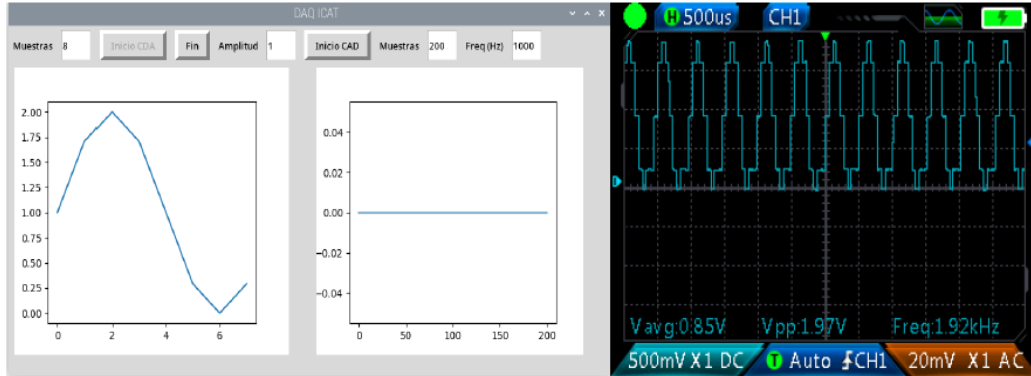 DAQ ICAT
Muestras 8 Inicio CDA Fin Amplitud 1 Inicio CAD Muestras 200 Freq (Hz) 1000
2.00
1.75
1.50
1.25
1.00
0.75
0.50
0.25
0.00
0 2 4 6
0.04
0.02
0.00
−0.02
−0.04
0 50 100 150 200
H 500us CH1
Vavg:0.85V Vpp:1.97V Freq:1.92kHz
500mV X1 DC T Auto CH1 20mV X1 AC